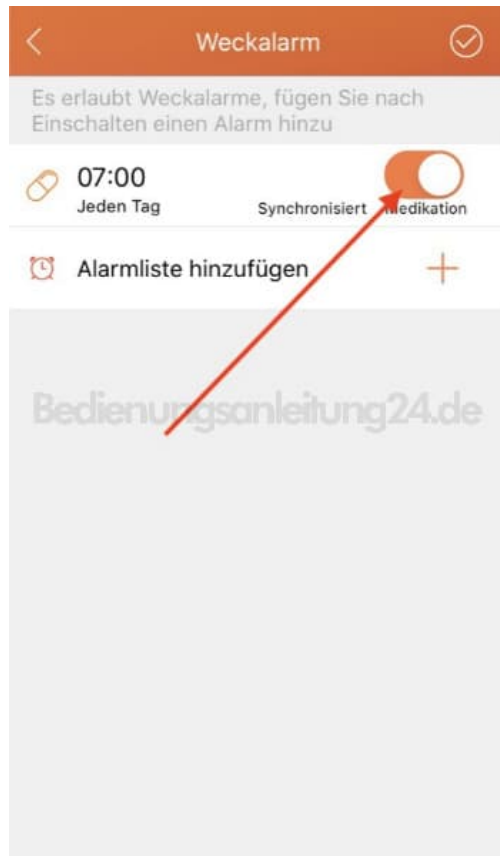 Weckalarm
Es erlaubt Weckalarme, fügen Sie nach
Einschalten einen Alarm hinzu
07:00
Jeden Tag Synchronisiert Medikation
Alarmliste hinzufügen
Bedienungsanleitung24.de